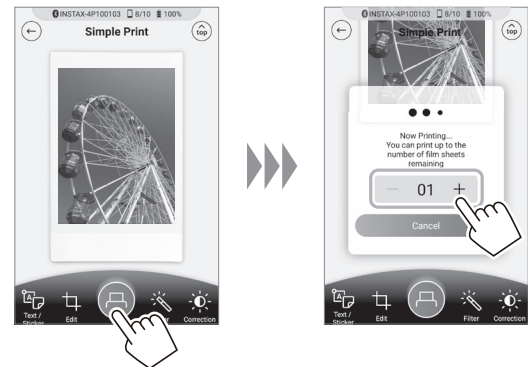 INSTAX-4P100103 8/10 100%
Simple Print
top
Text /
Sticker
Edit
Correction
INSTAX-4P100103 8/10 100%
Simple Print
top
Now Printing...
You can print up to the
number of film sheets
remaining
— 01 +
Cancel
Text /
Sticker
Edit
Filter
Correction